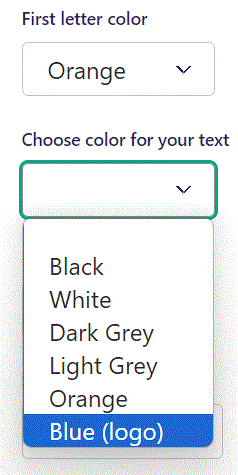 First letter color
Orange
Choose color for your text
Black
White
Dark Grey
Light Grey
Orange
Blue (logo)